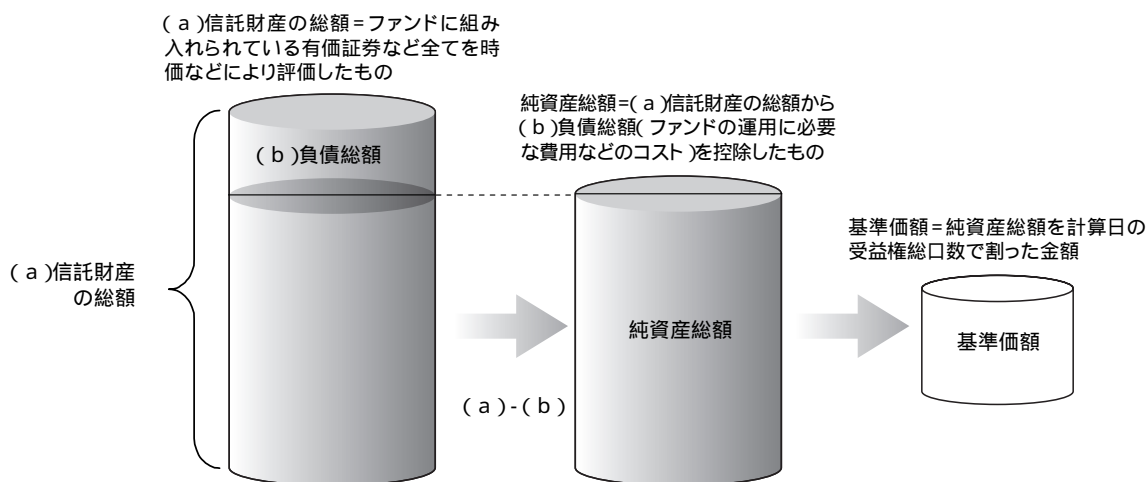 (a)信託財産の総額=ファンドに組み
入れられている有価証券など全てを時
価などにより評価したもの
純資産総額=(a)信託財産の総額から
(b)負債総額(ファンドの運用に必要
な費用などのコスト)を控除したもの
(b)負債総額
基準価額=純資産総額を計算日の
受益権総口数で割った金額
(a)信託財産
の総額
純資産総額
基準価額
(a)-(b)